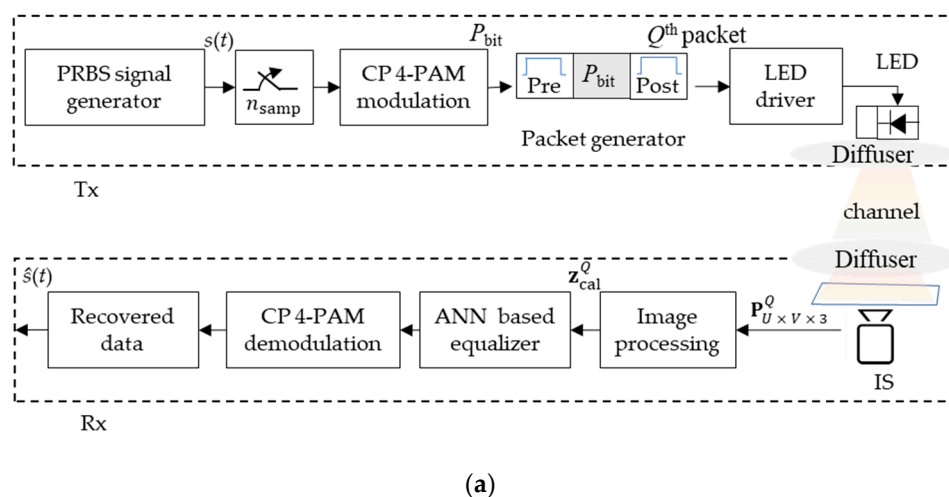 s(t)
P_bit
Q^th packet
PRBS signal
generator
n_samp
CP 4-PAM
modulation
Pre
P_bit
Post
LED
driver
LED
Packet generator
Diffuser
Tx
channel
Diffuser
ŝ(t)
z_cal^Q
P^Q_{U × V × 3}
Recovered
data
CP 4-PAM
demodulation
ANN based
equalizer
Image
processing
IS
Rx
(a)